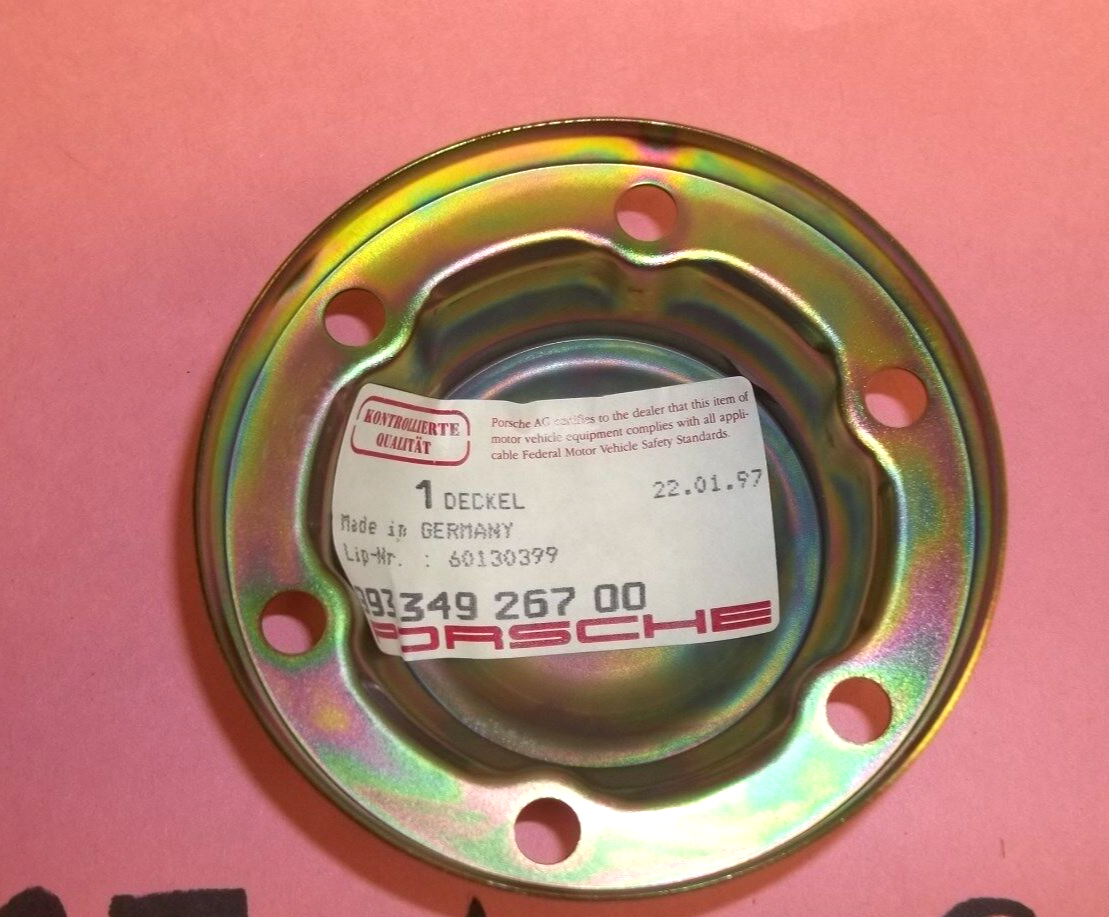 KONTROLLIERTE
QUALITÄT
Porsche AG certifies to the dealer that this item of
motor vehicle equipment complies with all appli-
cable Federal Motor Vehicle Safety Standards.
1 DECKEL
22.01.97
Made in GERMANY
Lip-Nr. : 60130399
993 349 267 00
PORSCHE